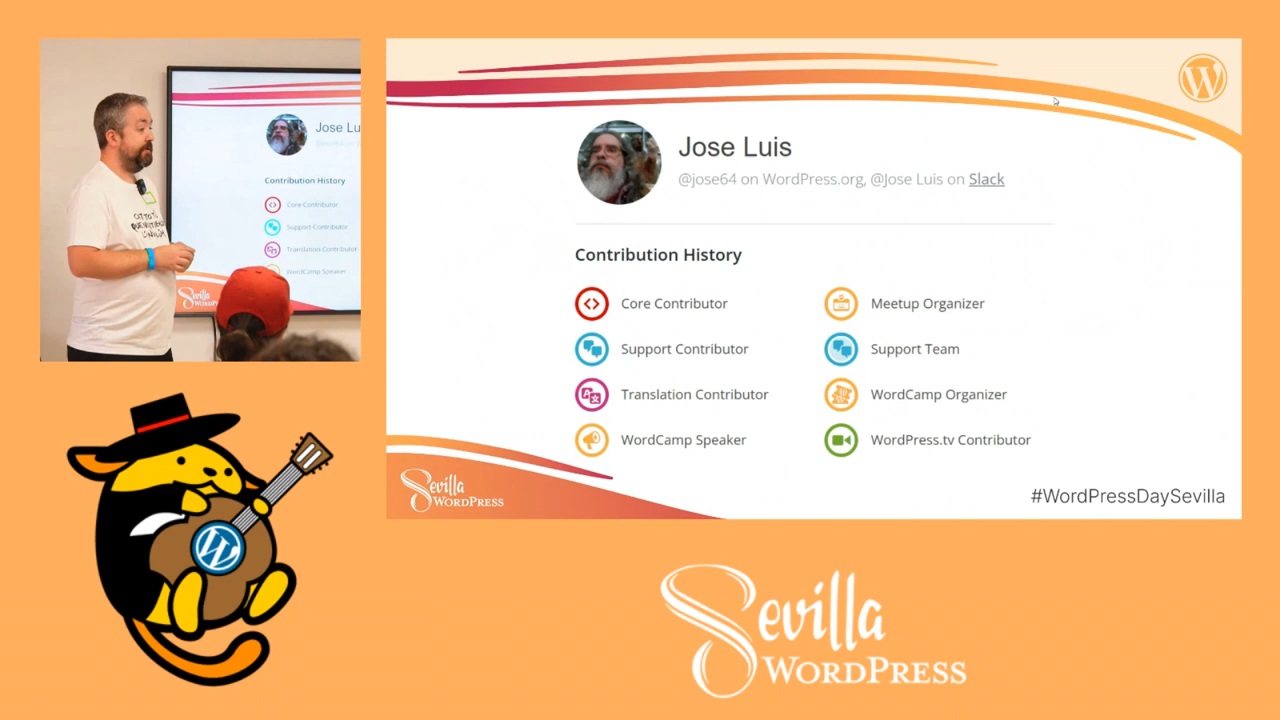 Jose Lu
Contribution History
Core Contributor
Support Contributor
Translation Contributor
WordCamp Speaker
Sevilla
WORDPR
Jose Luis
@jose64 on WordPress.org, @Jose Luis on Slack
Contribution History
Core Contributor
Meetup Organizer
Support Contributor
Support Team
Translation Contributor
WordCamp Organizer
WordCamp Speaker
WordPress.tv Contributor
Sevilla
WORDPRESS
#WordPressDaySevilla
Sevilla
WORDPRESS